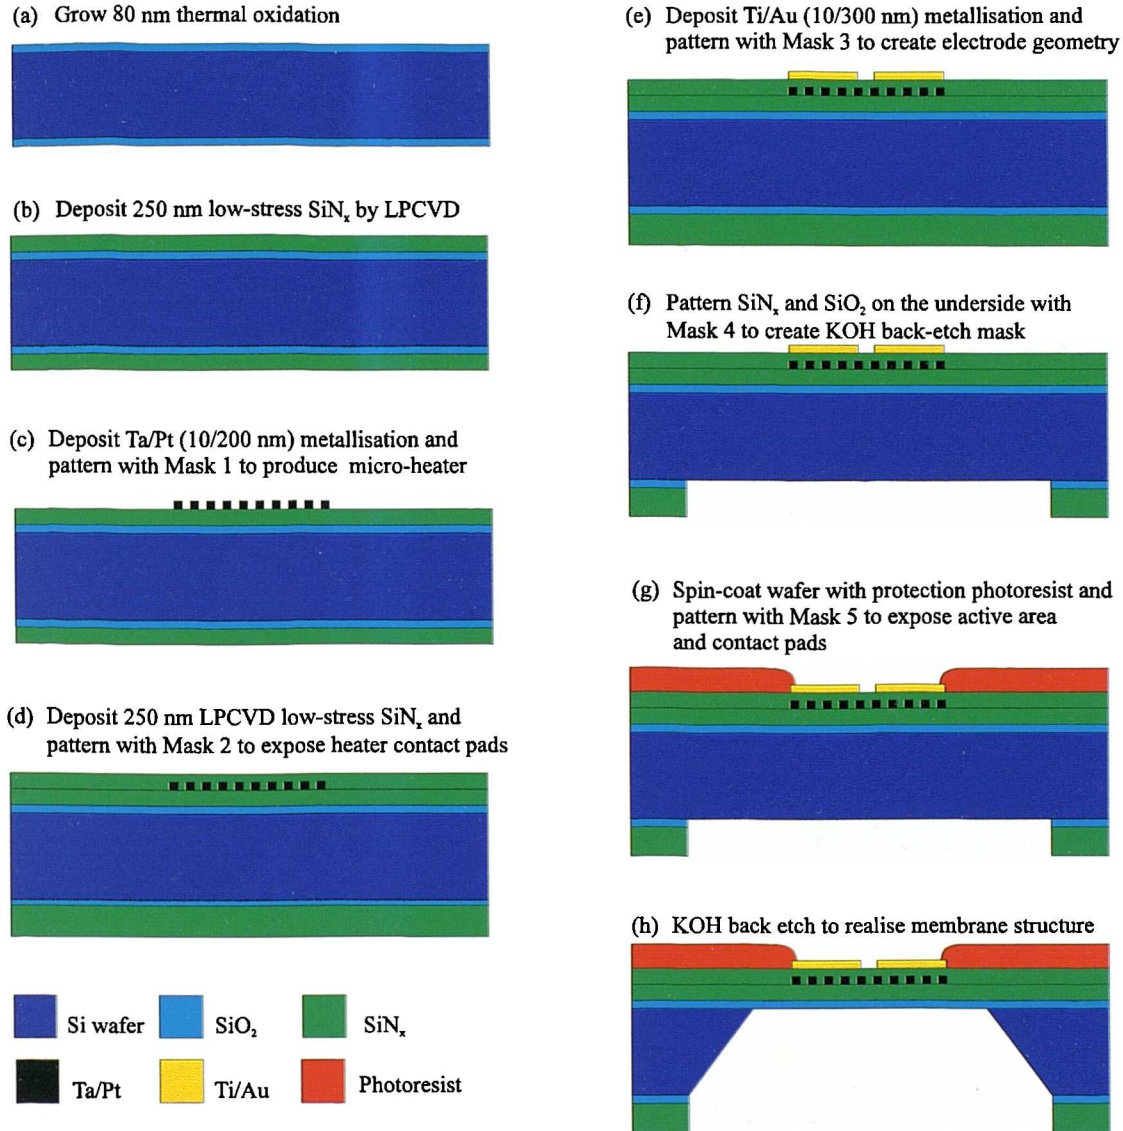 (a) Grow 80 nm thermal oxidation
(b) Deposit 250 nm low-stress SiNₓ by LPCVD
(c) Deposit Ta/Pt (10/200 nm) metallisation and
pattern with Mask 1 to produce micro-heater
(d) Deposit 250 nm LPCVD low-stress SiNₓ and
pattern with Mask 2 to expose heater contact pads
(e) Deposit Ti/Au (10/300 nm) metallisation and
pattern with Mask 3 to create electrode geometry
(f) Pattern SiNₓ and SiO₂ on the underside with
Mask 4 to create KOH back-etch mask
(g) Spin-coat wafer with protection photoresist and
pattern with Mask 5 to expose active area
and contact pads
(h) KOH back etch to realise membrane structure
Si wafer
SiO₂
SiNₓ
Ta/Pt
Ti/Au
Photoresist